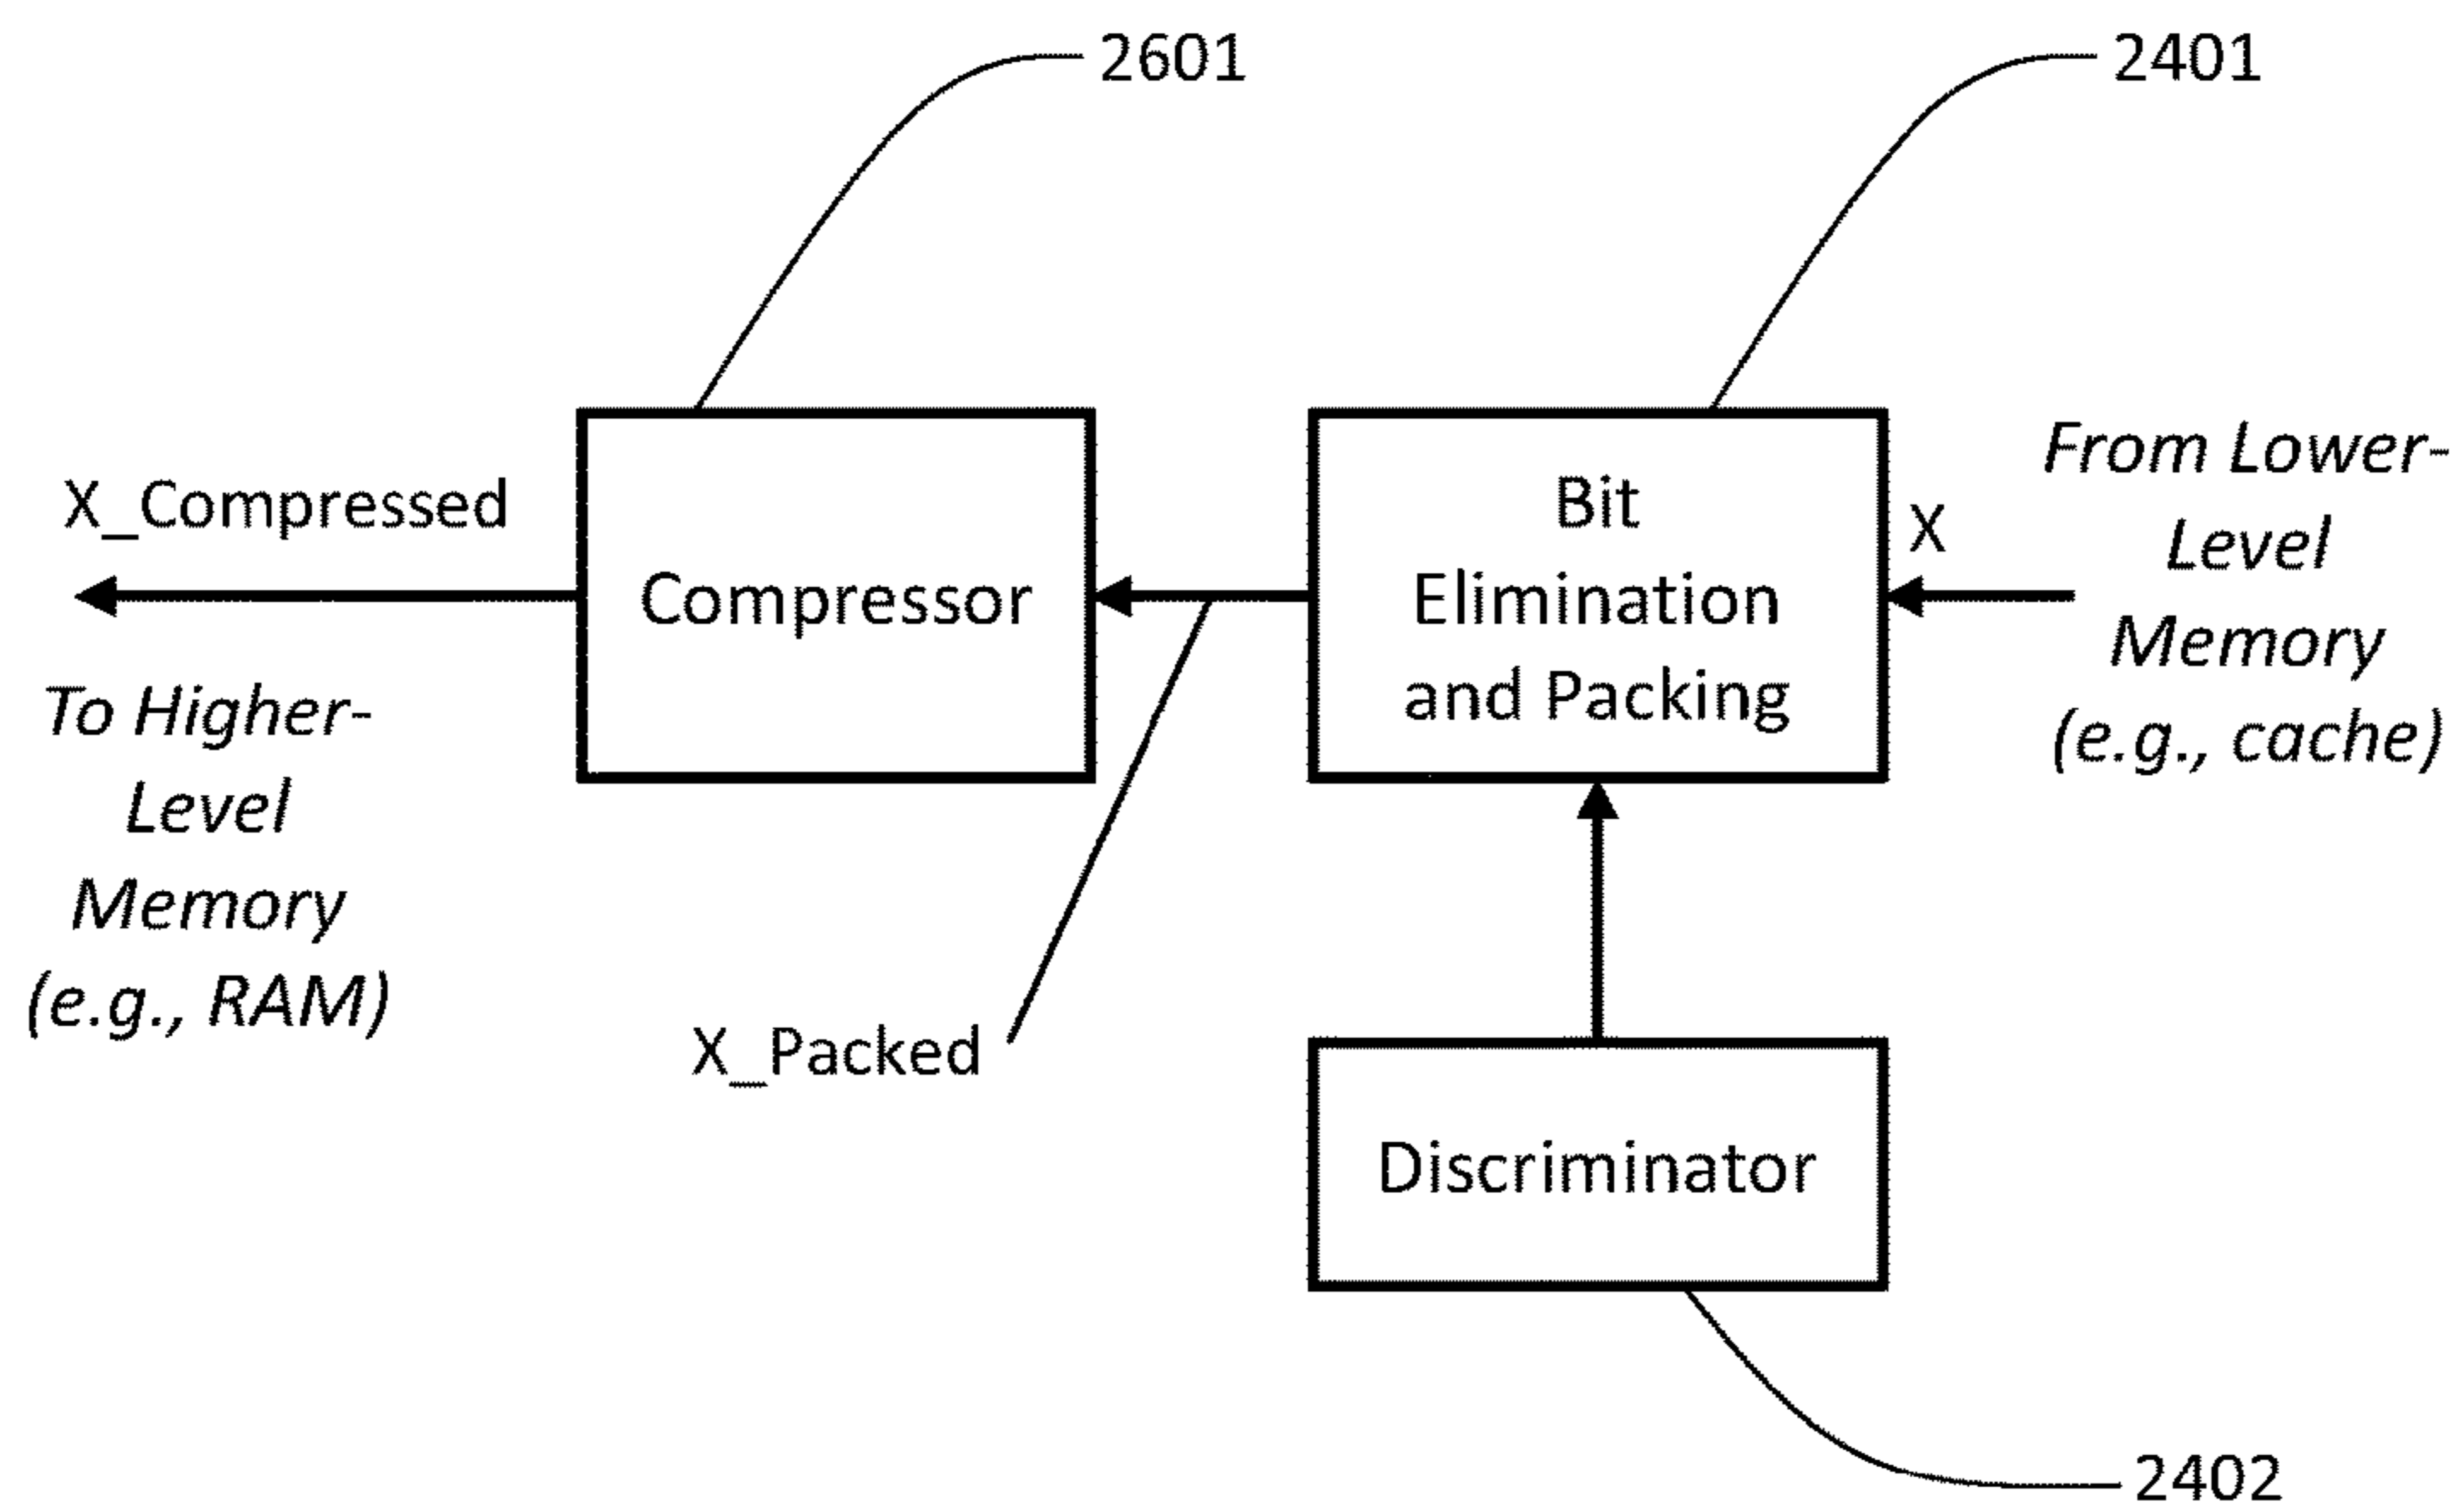 2601
2401
X_Compressed
To Higher-
Level
Memory
(e.g., RAM)
Compressor
X_Packed
Bit
Elimination
and Packing
X
From Lower-
Level
Memory
(e.g., cache)
Discriminator
2402